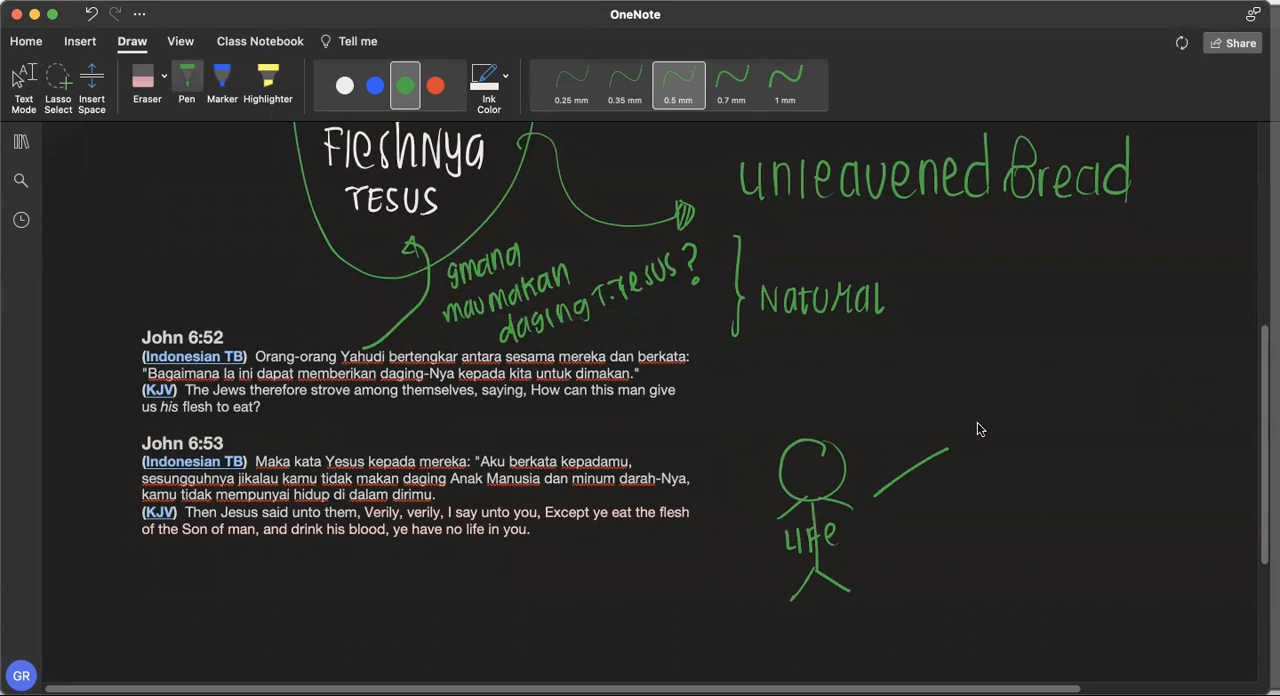 OneNote
Home Insert Draw View Class Notebook Tell me
Share
Text Mode
Lasso Select
Insert Space
Eraser
Pen
Marker
Highlighter
Ink Color
0.25 mm
0.35 mm
0.5 mm
0.7 mm
1 mm
Fleshnya
YESUS
unleavened Bread
gmana
mau makan
daging T.Yesus?
Natural
John 6:52
(Indonesian TB) Orang-orang Yahudi bertengkar antara sesama mereka dan berkata:
"Bagaimana Ia ini dapat memberikan daging-Nya kepada kita untuk dimakan."
(KJV) The Jews therefore strove among themselves, saying, How can this man give
us his flesh to eat?
John 6:53
(Indonesian TB) Maka kata Yesus kepada mereka: "Aku berkata kepadamu,
sesungguhnya jikalau kamu tidak makan daging Anak Manusia dan minum darah-Nya,
kamu tidak mempunyai hidup di dalam dirimu.
(KJV) Then Jesus said unto them, Verily, verily, I say unto you, Except ye eat the flesh
of the Son of man, and drink his blood, ye have no life in you.
LIFe
GR